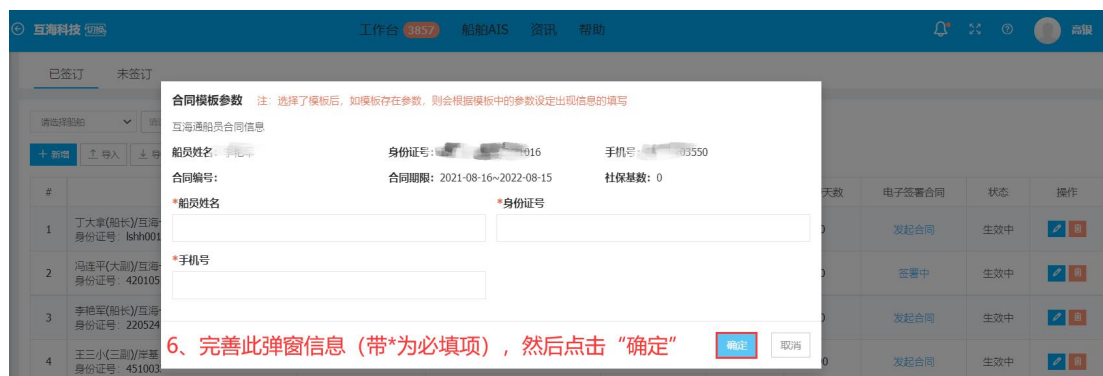 互海科技 切换
工作台 3857 船舶AIS 资讯 帮助
高银
已签订 未签订
请选择船舶
+ 新增 导入 导
# 天数 电子签署合同 状态 操作
1 丁大拿(船长)/互海 发起合同 生效中
身份证号：lshh001
2 冯连平(大副)/互海 签署中 生效中
身份证号：420105
3 李艳军(船长)/互海 发起合同 生效中
身份证号：220524
4 王三小(三副)/岸基 发起合同 生效中
身份证号：451003
合同模板参数 注：选择了模板后，如模板存在参数，则会根据模板中的参数设定出现信息的填写
互海通船员合同信息
船员姓名： 身份证号： 1016 手机号： 03550
合同编号： 合同期限：2021-08-16~2022-08-15 社保基数：0
*船员姓名 *身份证号
*手机号
6、完善此弹窗信息（带*为必填项），然后点击“确定”
确定 取消